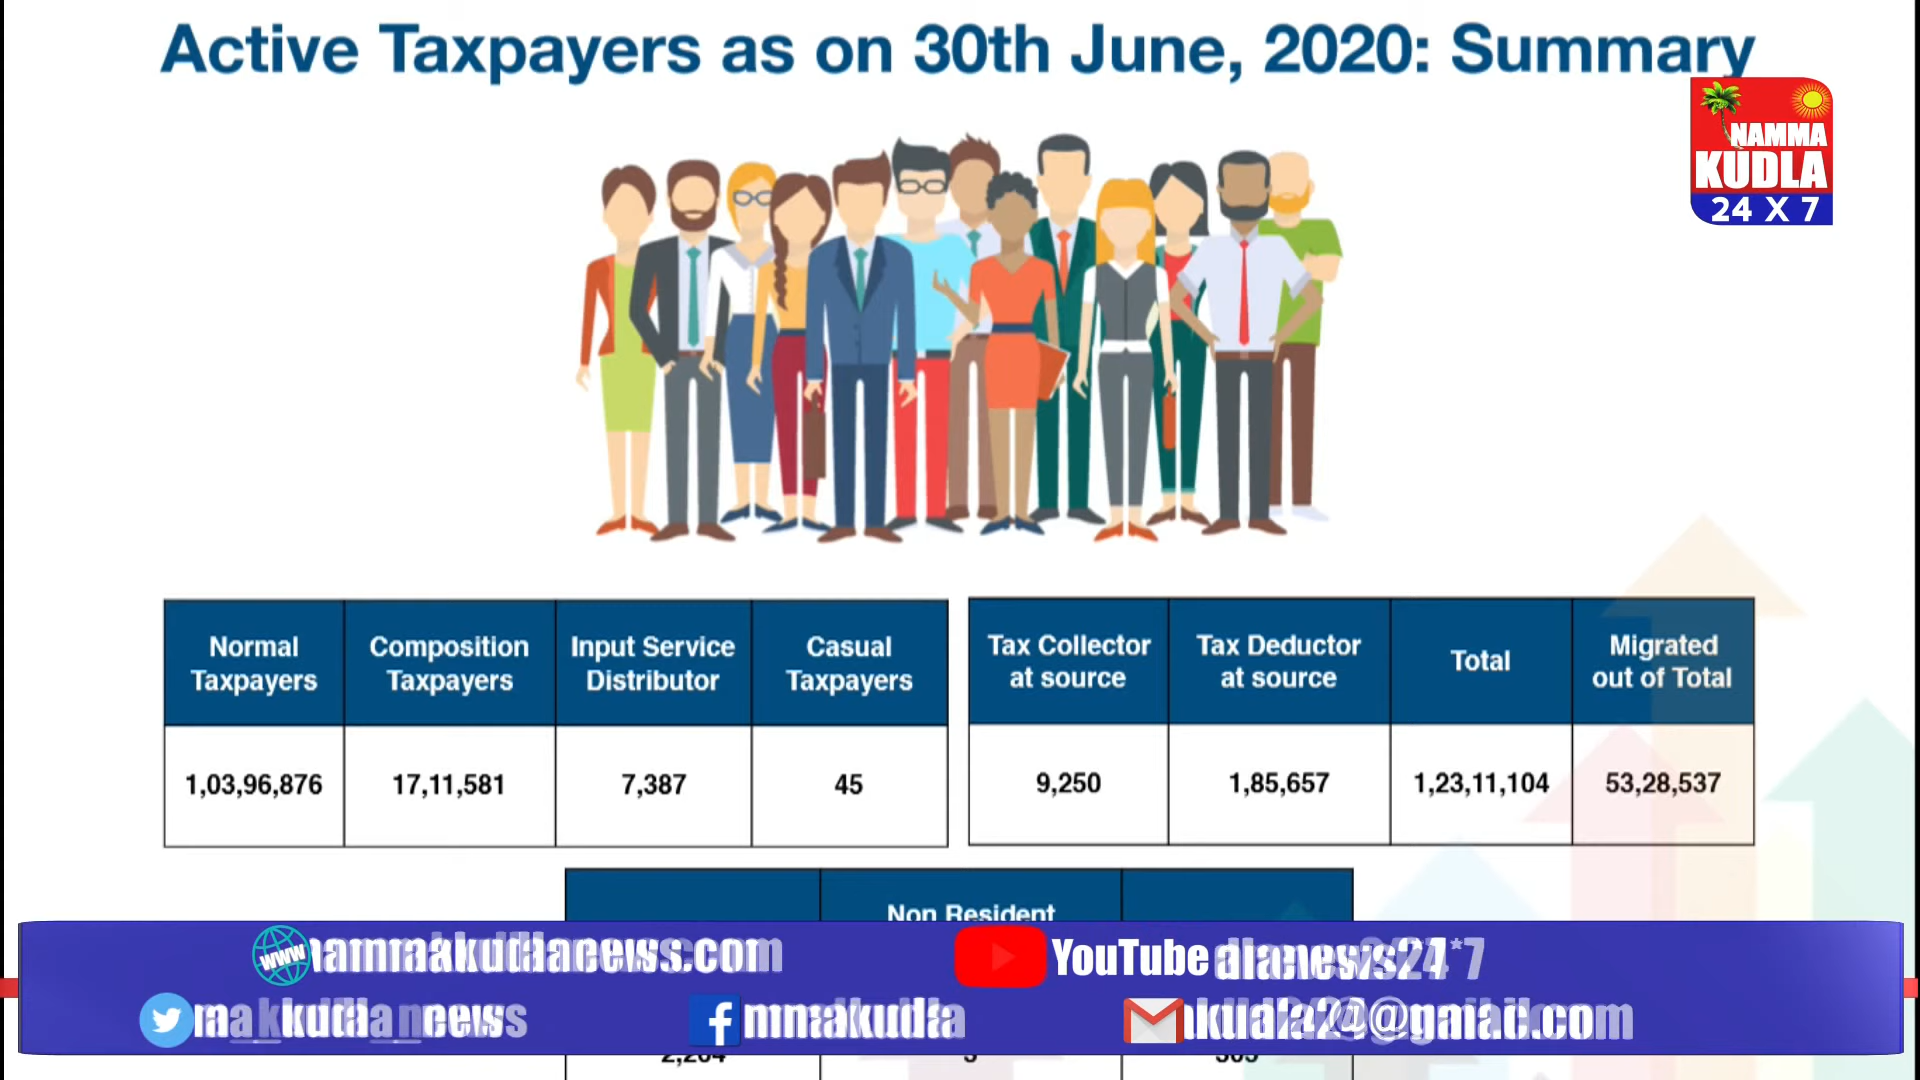 Active Taxpayers as on 30th June, 2020: Summary
NAMMA
KUDLA
24 X 7
Normal Taxpayers
Composition Taxpayers
Input Service Distributor
Casual Taxpayers
Tax Collector at source
Tax Deductor at source
Total
Migrated out of Total
1,03,96,876
17,11,581
7,387
45
9,250
1,85,657
1,23,11,104
53,28,537
Non Resident
www
YouTube